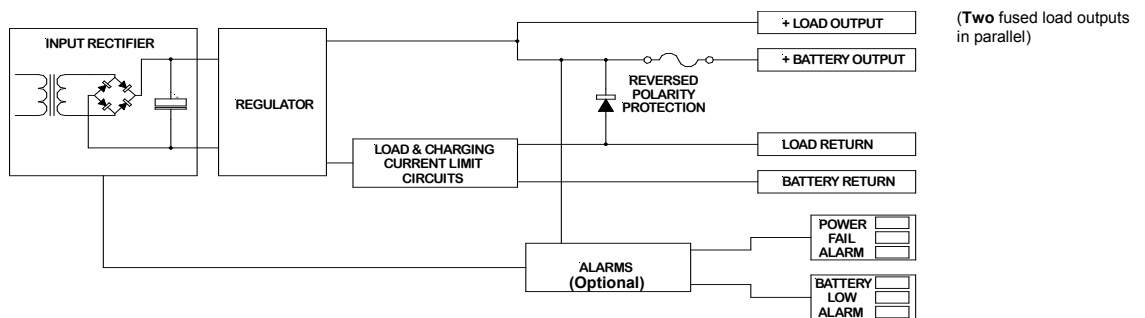 INPUT RECTIFIER
REGULATOR
LOAD & CHARGING
CURRENT LIMIT
CIRCUITS
REVERSED
POLARITY
PROTECTION
+ LOAD OUTPUT
+ BATTERY OUTPUT
LOAD RETURN
BATTERY RETURN
ALARMS
(Optional)
POWER
FAIL
ALARM
BATTERY
LOW
ALARM
(Two fused load outputs
in parallel)